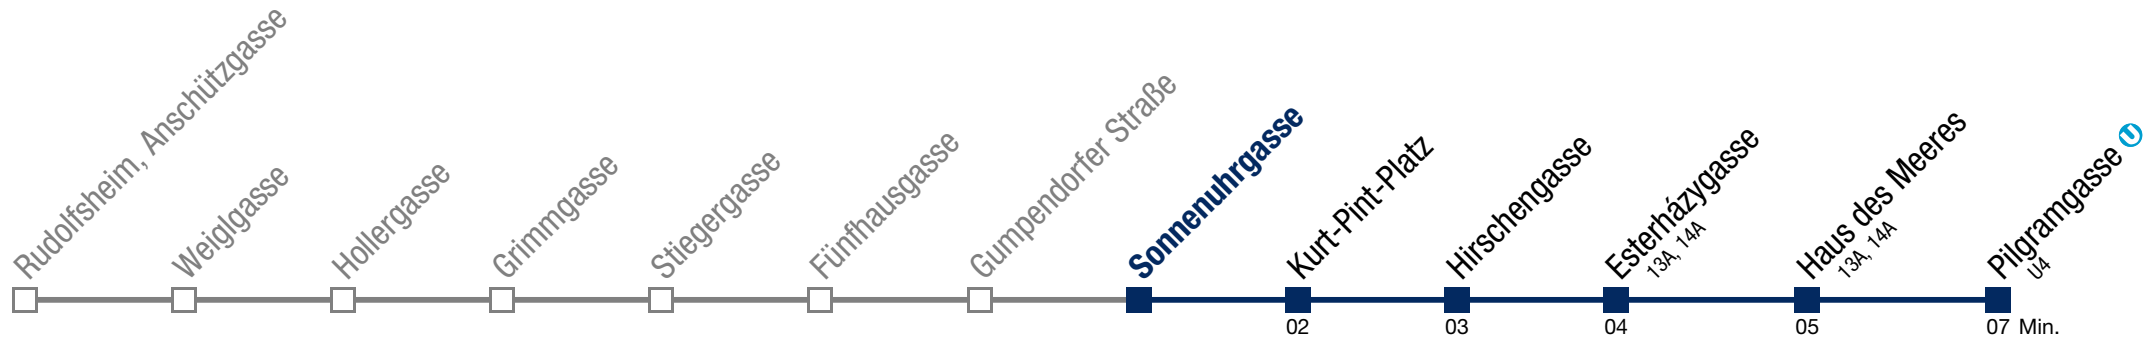 Rudolfsheim, Anschützgasse
Weiglgasse
Hollergasse
Grimmgasse
Stiegergasse
Fünfhausgasse
Gumpendorfer Straße
Sonnenuhrgasse
Kurt-Pint-Platz
Hirschengasse
Esterházygasse
13A, 14A
Haus des Meeres
13A, 14A
Pilgramgasse
U4
02 03 04 05 07 Min.